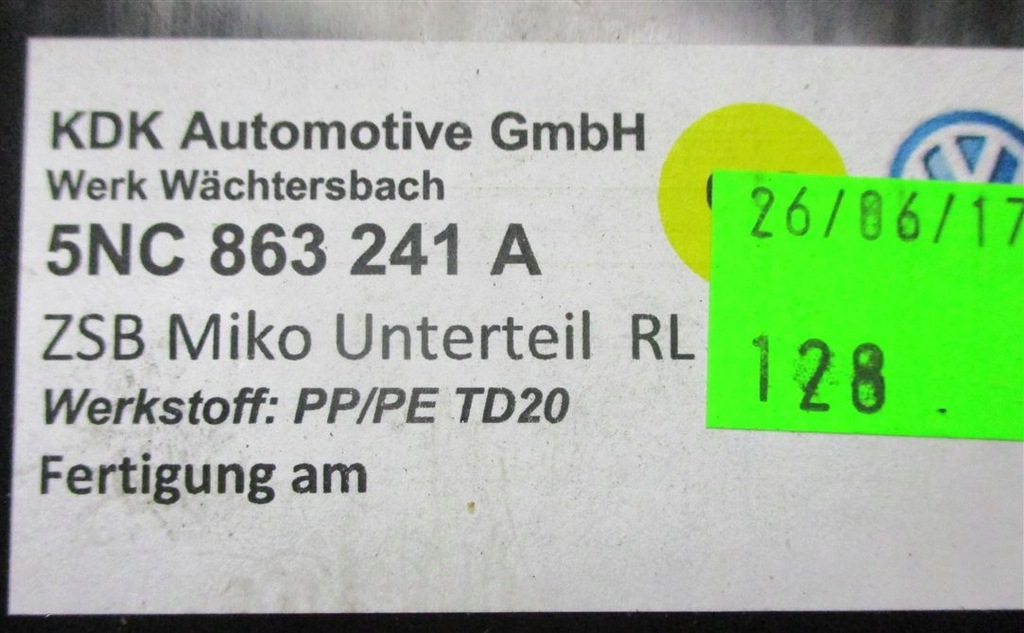 KDK Automotive GmbH
Werk Wächtersbach
5NC 863 241 A
ZSB Miko Unterteil RL
Werkstoff: PP/PE TD20
Fertigung am
26/06/17
128